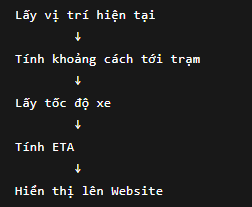 Lấy vị trí hiện tại
↓
Tính khoảng cách tới trạm
↓
Lấy tốc độ xe
↓
Tính ETA
↓
Hiển thị lên Website